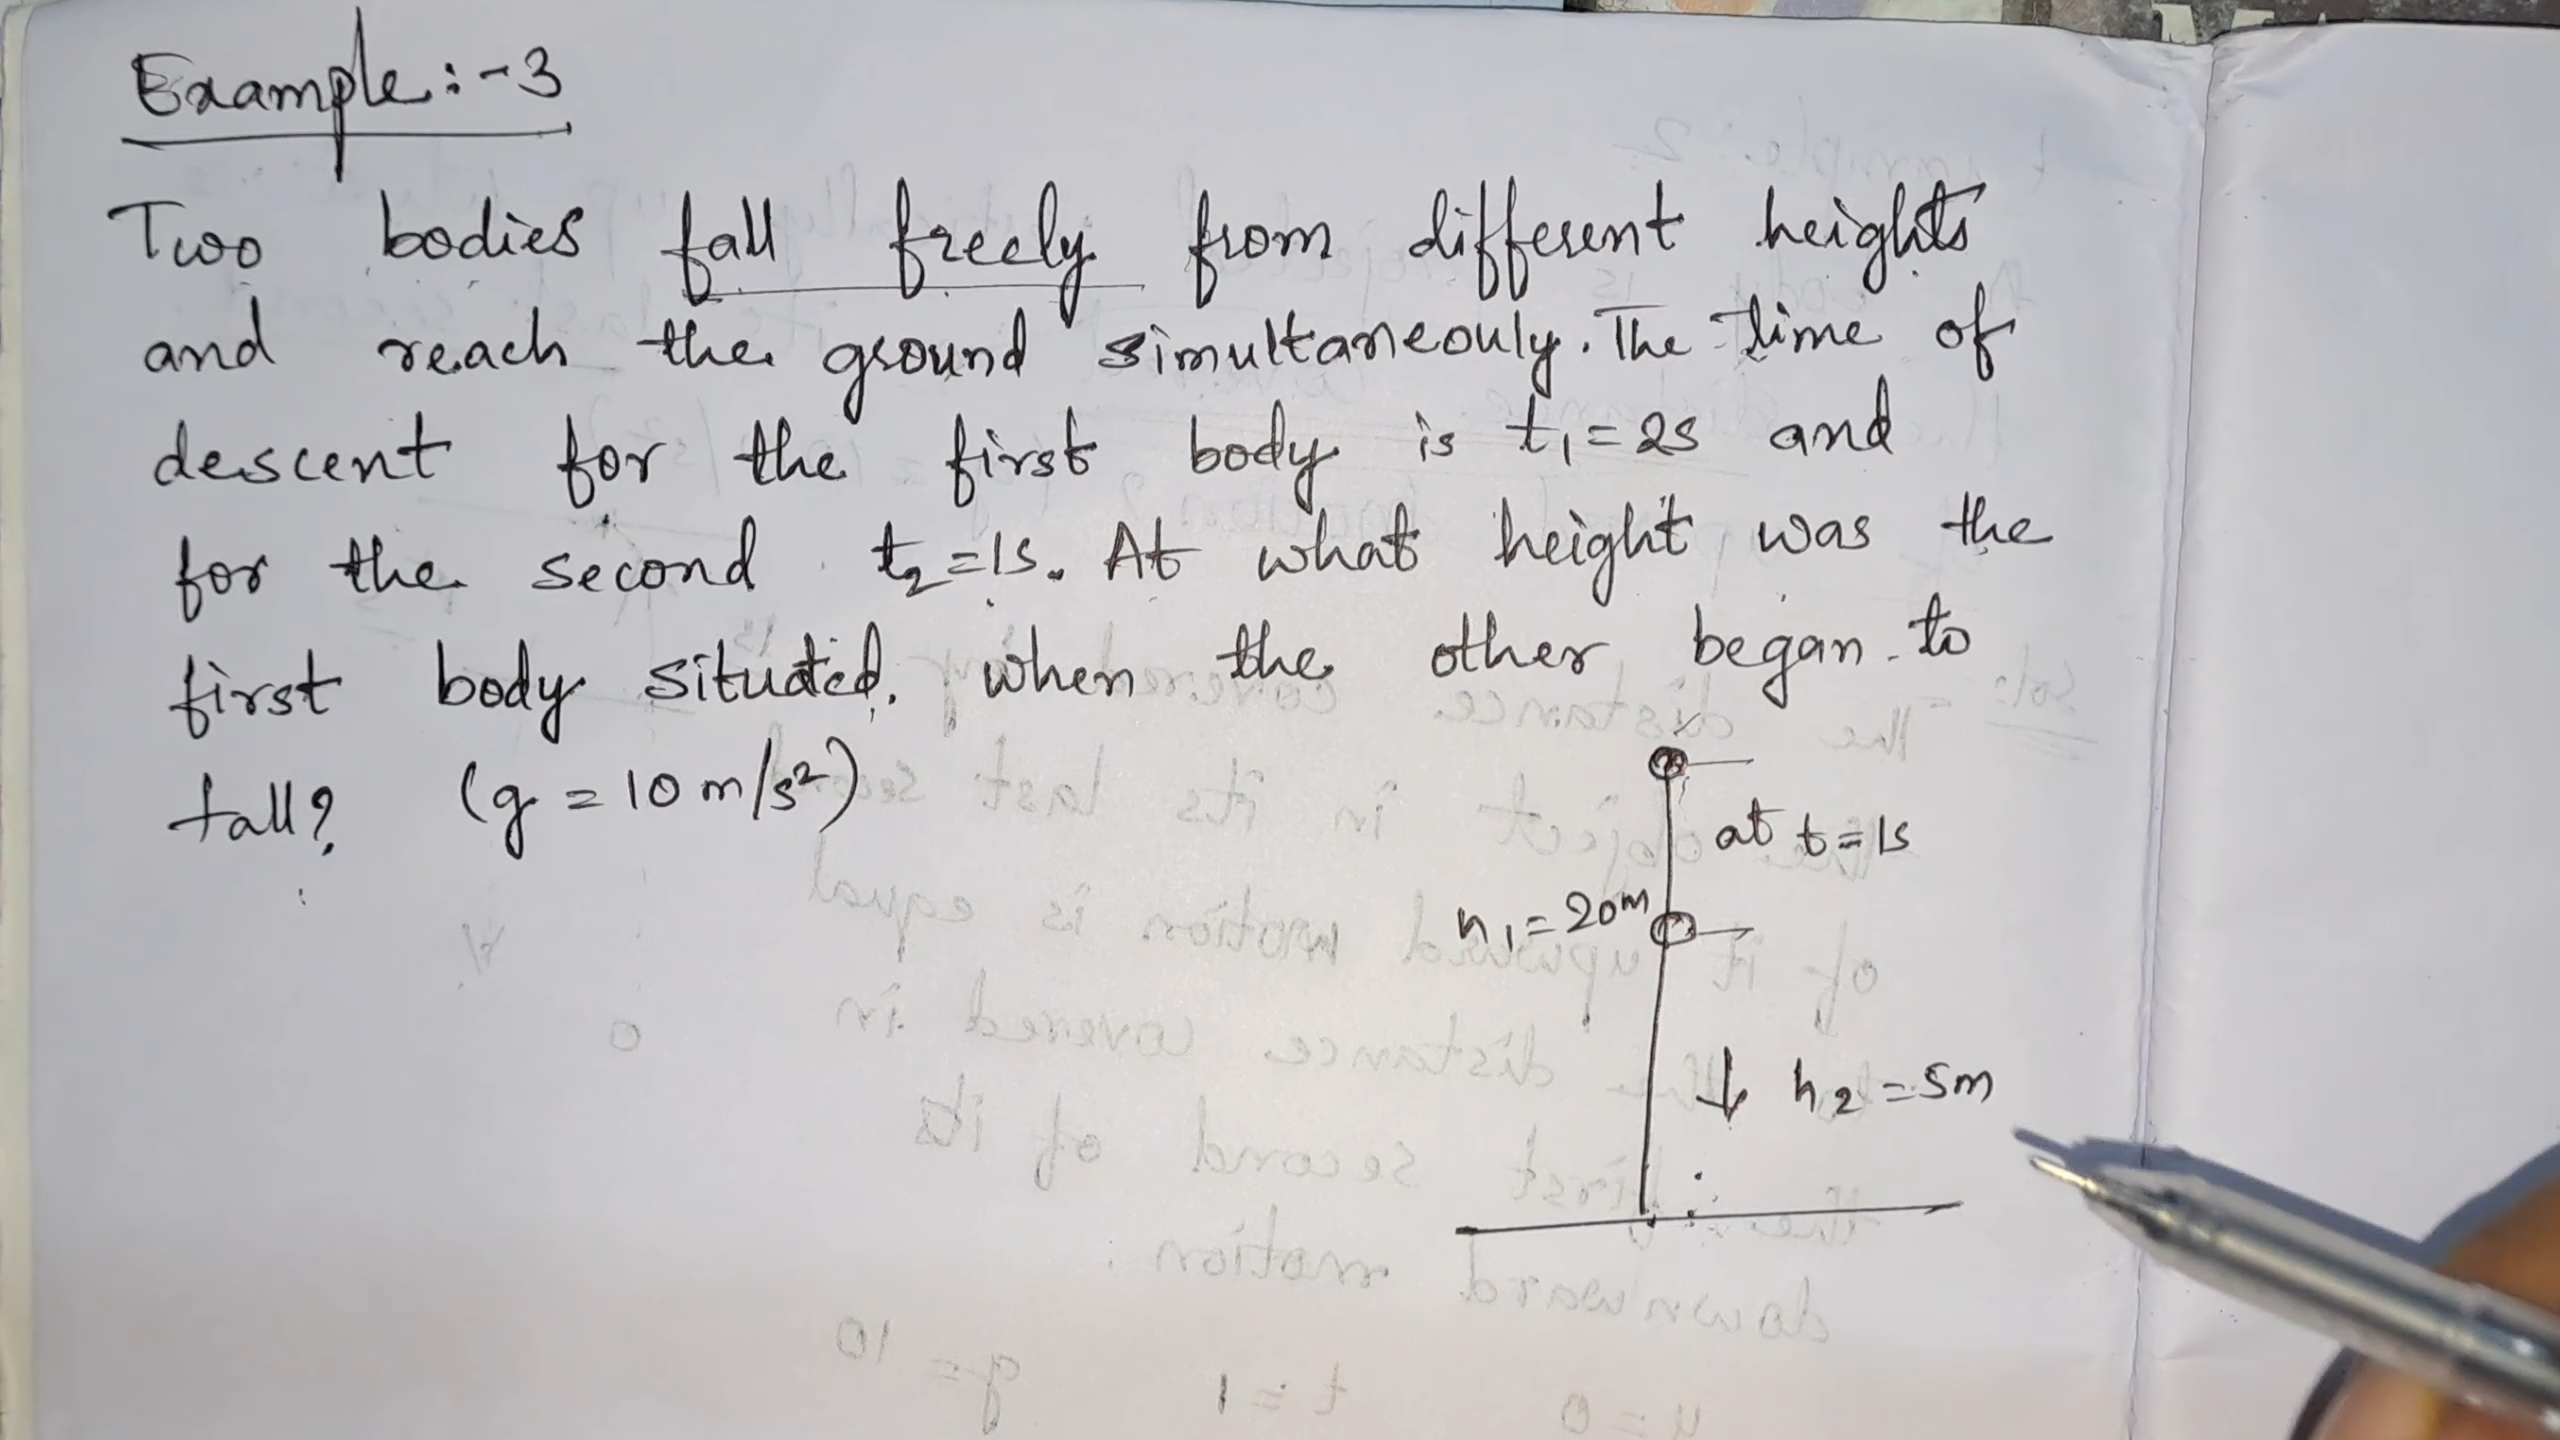 Example:-3
Two bodies fall freely from different heights
and reach the ground simultaneouly. The time of
descent for the first body is t₁=2s and
for the second t₂=1s. At what height was the
first body situated. when the other began to
fall? (g = 10 m/s²)
at t=1s
h₁=20m
h₂=5m